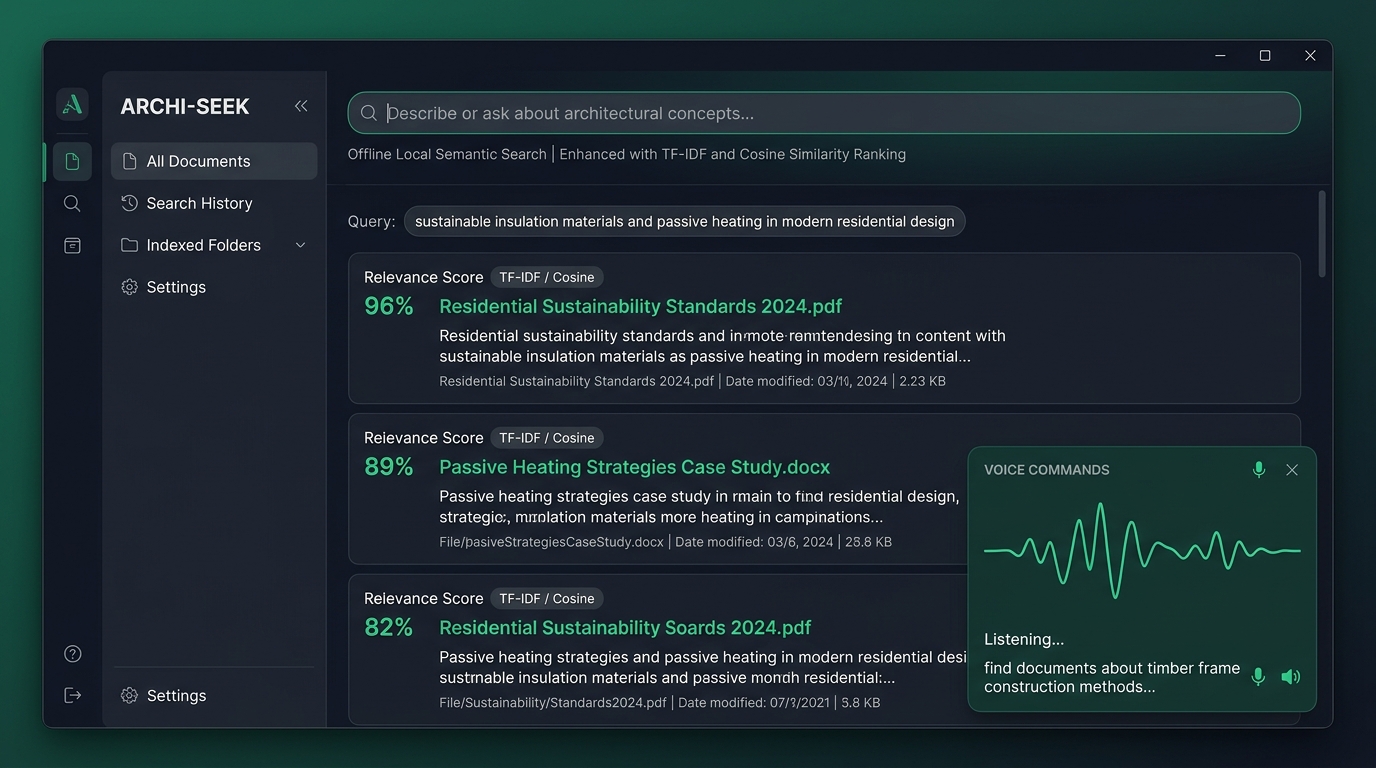 ARCHI-SEEK
All Documents
Search History
Indexed Folders
Settings
Settings
Describe or ask about architectural concepts...
Offline Local Semantic Search | Enhanced with TF-IDF and Cosine Similarity Ranking
Query: sustainable insulation materials and passive heating in modern residential design
Relevance Score TF-IDF / Cosine
96% Residential Sustainability Standards 2024.pdf
Residential sustainability standards and in content with
sustainable insulation materials as passive heating in modern residential...
Residential Sustainability Standards 2024.pdf | Date modified: 2024 | 2.23 KB
Relevance Score TF-IDF / Cosine
89% Passive Heating Strategies Case Study.docx
Passive heating strategies case study in rmain to find residential design,
materials more heating in
File/pasiveStrategiesCaseStudy.docx | Date modified: 03/6, 2024 | KB
Relevance Score TF-IDF / Cosine
82% Residential Sustainability Soards 2024.pdf
Passive heating strategies and passive heating in modern residential desi
insulation materials and passive residential:...
File/Sustainability/Standards2024.pdf | Date modified: | 5.8 KB
VOICE COMMANDS
Listening...
find documents about timber frame
construction methods...